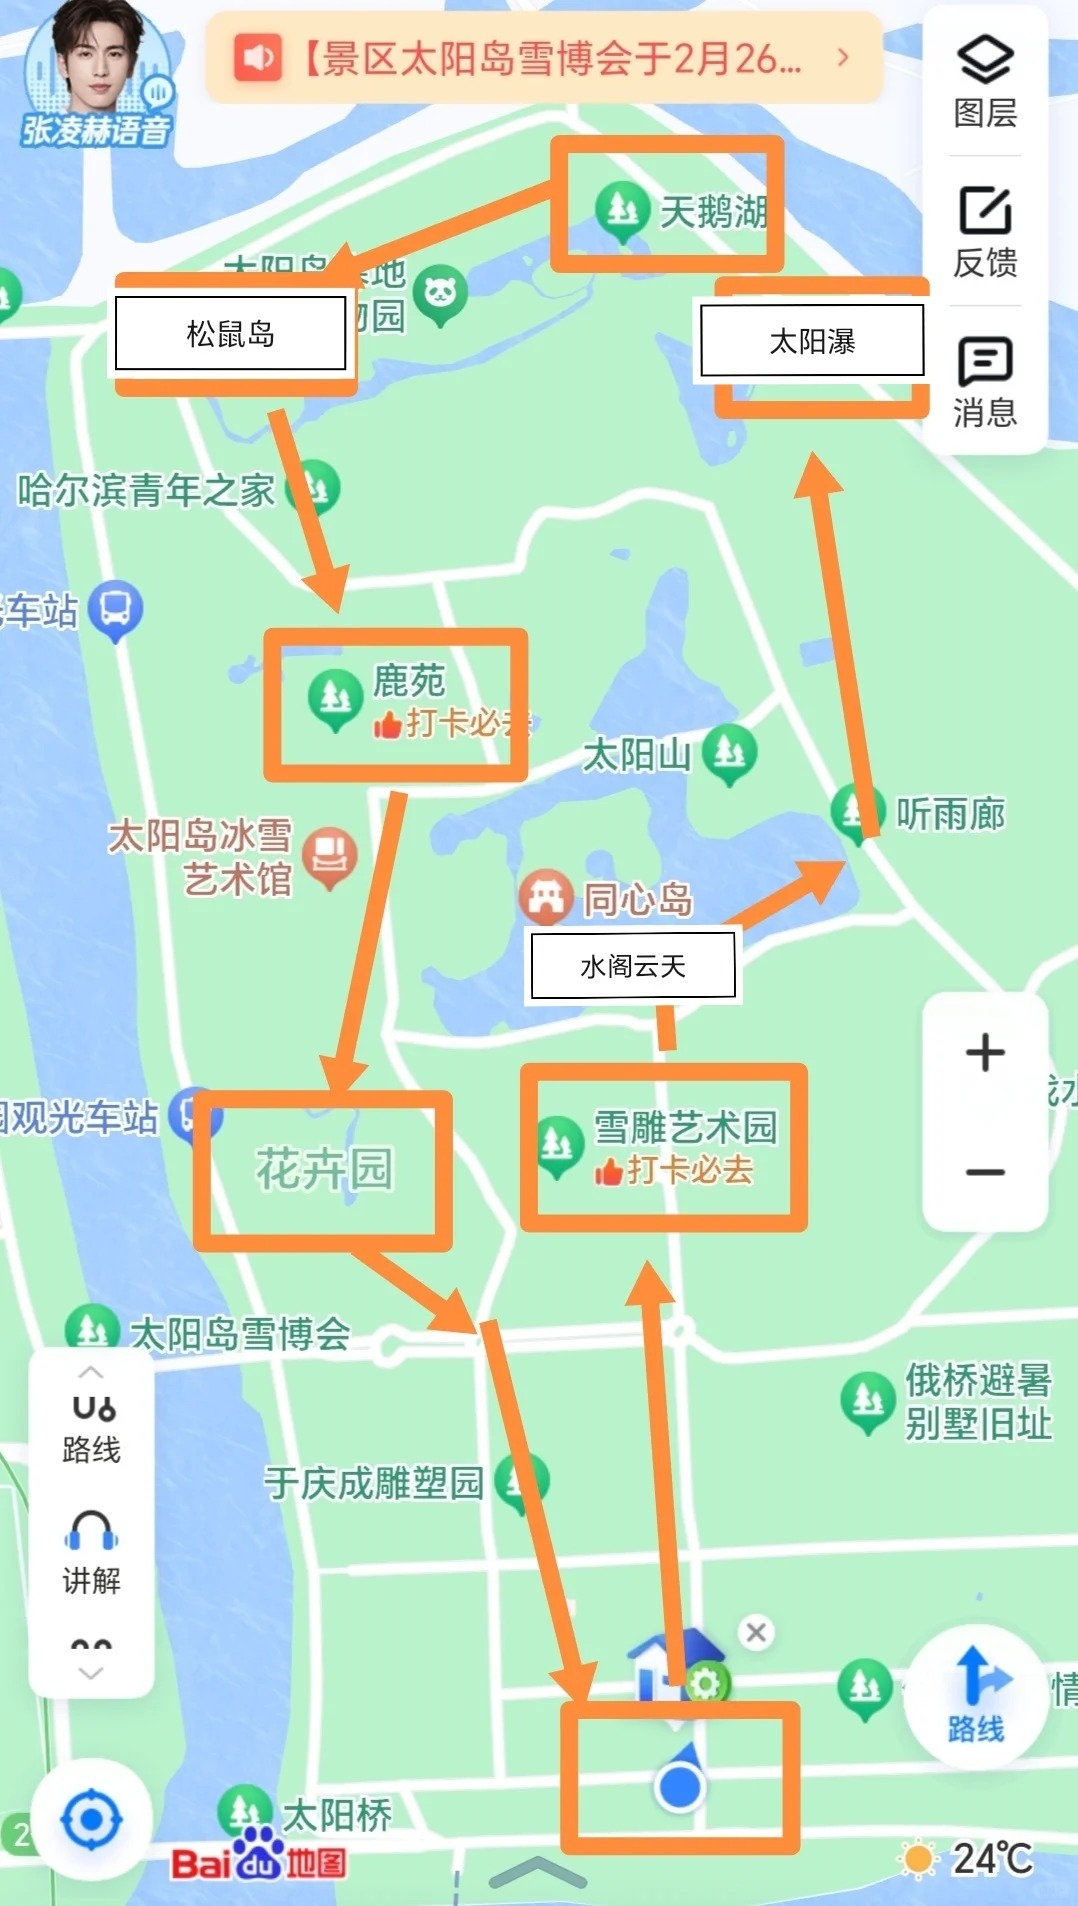 张凌赫语音
【景区太阳岛雪博会于2月26...
图层
反馈
消息
天鹅湖
松鼠岛
太阳瀑
哈尔滨青年之家
车站
鹿苑
打卡必去
太阳山
听雨廊
太阳岛冰雪
艺术馆
同心岛
水阁云天
园观光车站
花卉园
雪雕艺术园
打卡必去
太阳岛雪博会
俄桥避暑
别墅旧址
路线
于庆成雕塑园
讲解
情
路线
太阳桥
2
Bai du 地图
24℃